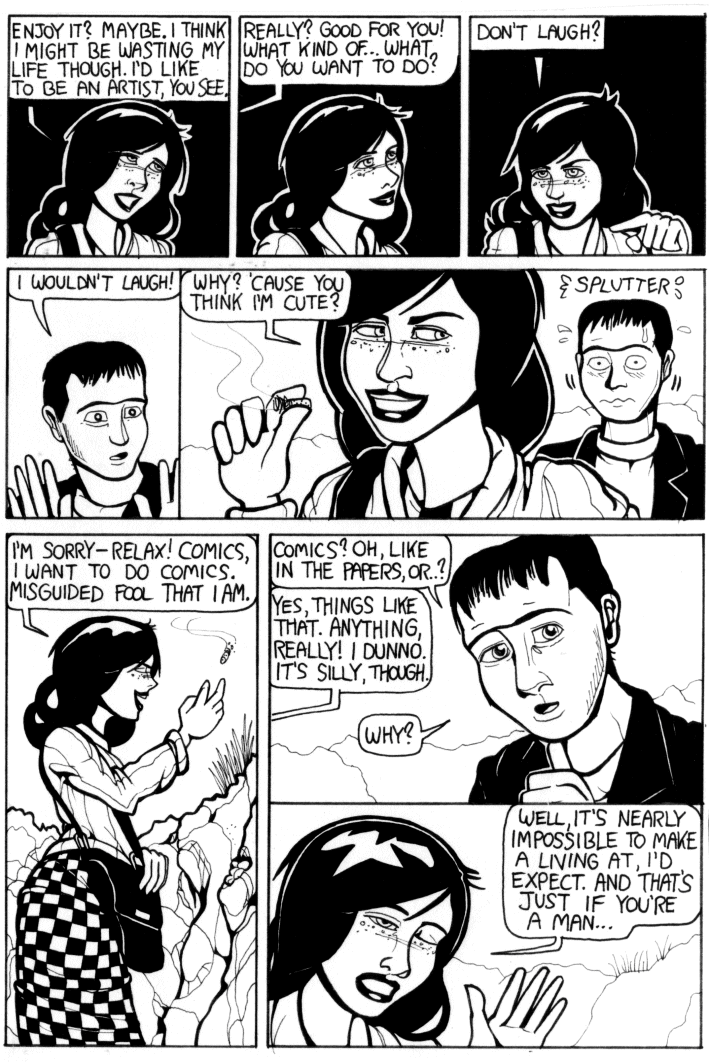 ENJOY IT? MAYBE. I THINK
I MIGHT BE WASTING MY
LIFE THOUGH. I'D LIKE
TO BE AN ARTIST, YOU SEE.
REALLY? GOOD FOR YOU!
WHAT KIND OF... WHAT,
DO YOU WANT TO DO?
DON'T LAUGH?
I WOULDN'T LAUGH!
WHY? 'CAUSE YOU
THINK I'M CUTE?
SPLUTTER
I'M SORRY—RELAX! COMICS,
I WANT TO DO COMICS.
MISGUIDED FOOL THAT I AM.
COMICS? OH, LIKE
IN THE PAPERS, OR..?
YES, THINGS LIKE
THAT. ANYTHING,
REALLY! I DUNNO.
IT'S SILLY, THOUGH.
WHY?
WELL, IT'S NEARLY
IMPOSSIBLE TO MAKE
A LIVING AT, I'D
EXPECT. AND THAT'S
JUST IF YOU'RE
A MAN...